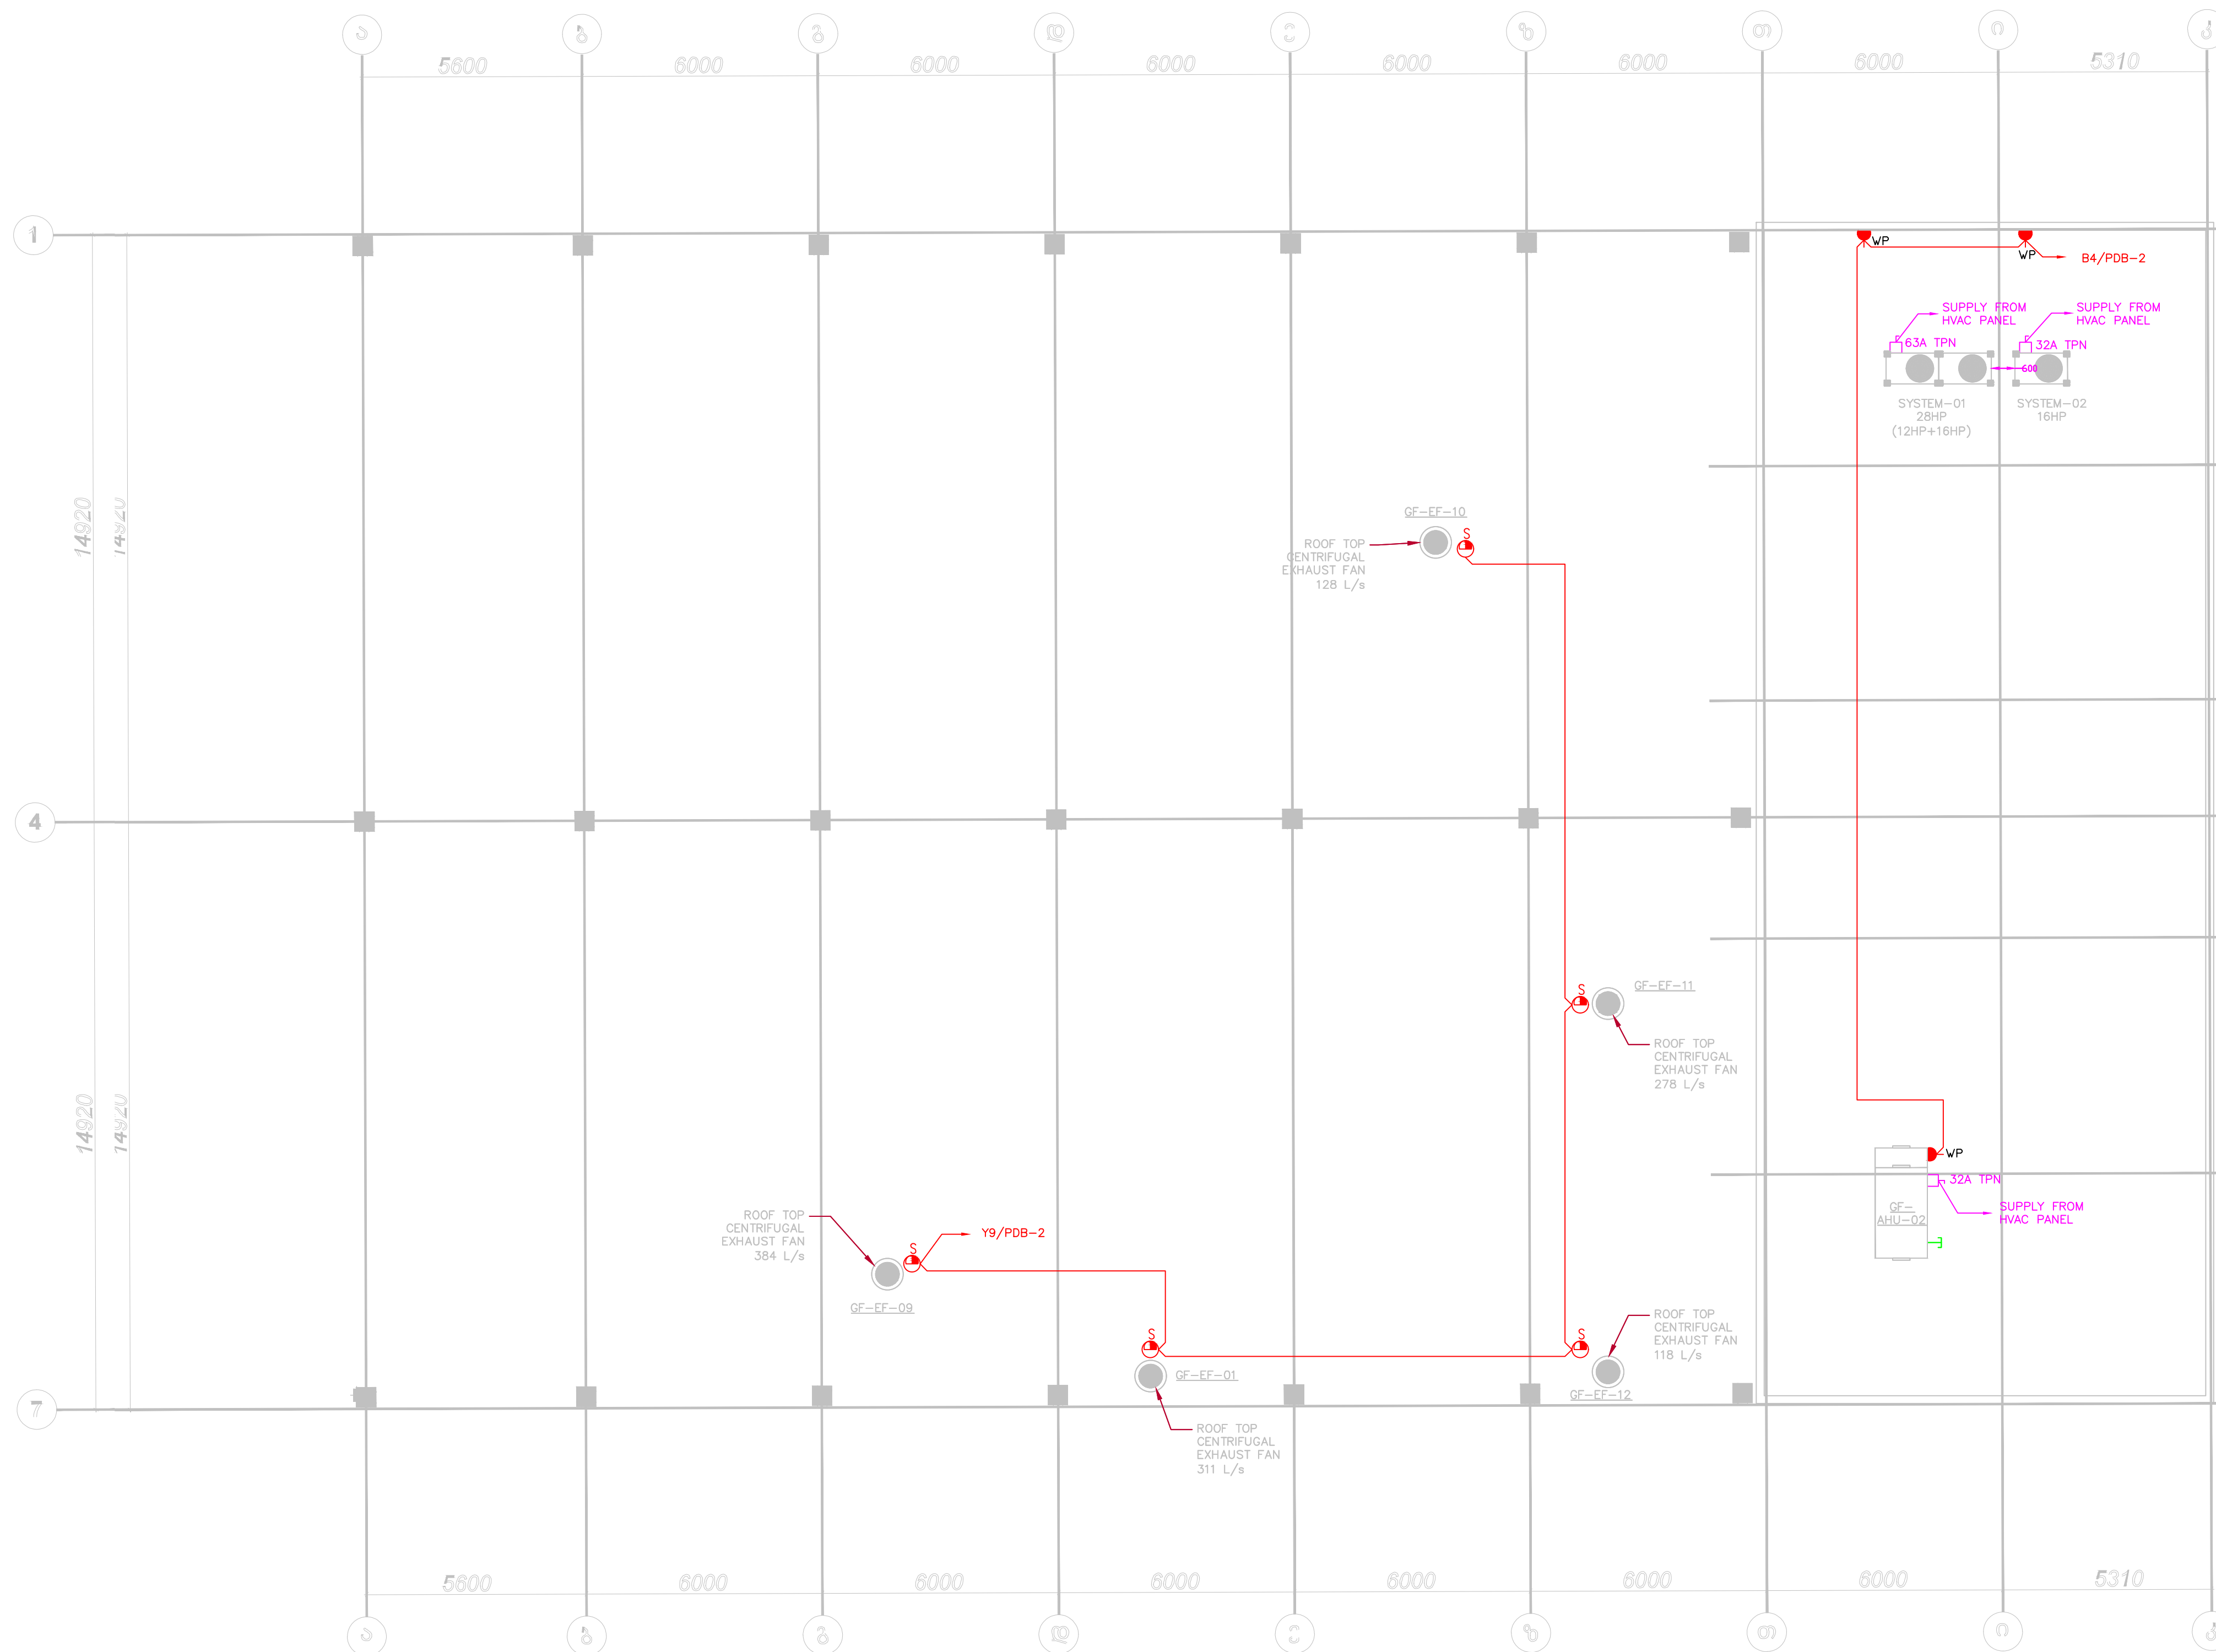 ა ბ გ დ ე ზ თ ი კ
5600 6000 6000 6000 6000 6000 6000 5310
1
WP
WP
B4/PDB-2
SUPPLY FROM
HVAC PANEL
SUPPLY FROM
HVAC PANEL
63A TPN
32A TPN
600
SYSTEM-01
28HP
(12HP+16HP)
SYSTEM-02
16HP
14920
14920
GF-EF-10
S
ROOF TOP
CENTRIFUGAL
EXHAUST FAN
128 L/s
4
S
GF-EF-11
ROOF TOP
CENTRIFUGAL
EXHAUST FAN
278 L/s
14920
14920
WP
32A TPN
GF-
AHU-02
SUPPLY FROM
HVAC PANEL
ROOF TOP
CENTRIFUGAL
EXHAUST FAN
384 L/s
S
Y9/PDB-2
GF-EF-09
S
GF-EF-01
S
ROOF TOP
CENTRIFUGAL
EXHAUST FAN
118 L/s
GF-EF-12
7
ROOF TOP
CENTRIFUGAL
EXHAUST FAN
311 L/s
5600 6000 6000 6000 6000 6000 6000 5310
ა ბ გ დ ე ზ თ ი კ